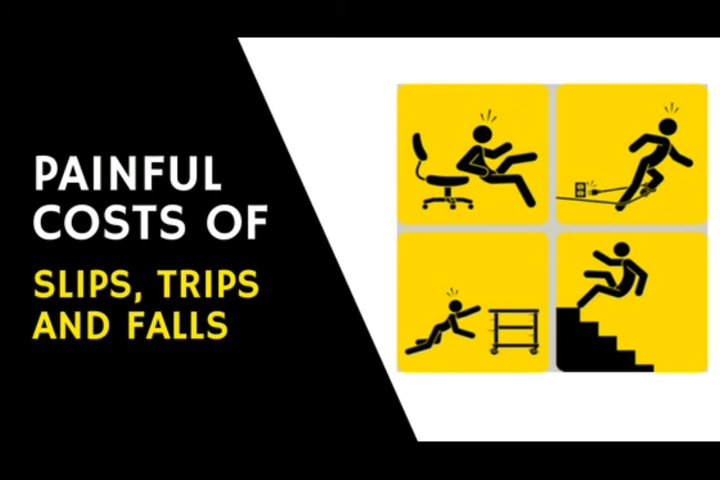 PAINFUL
COSTS OF
SLIPS, TRIPS
AND FALLS